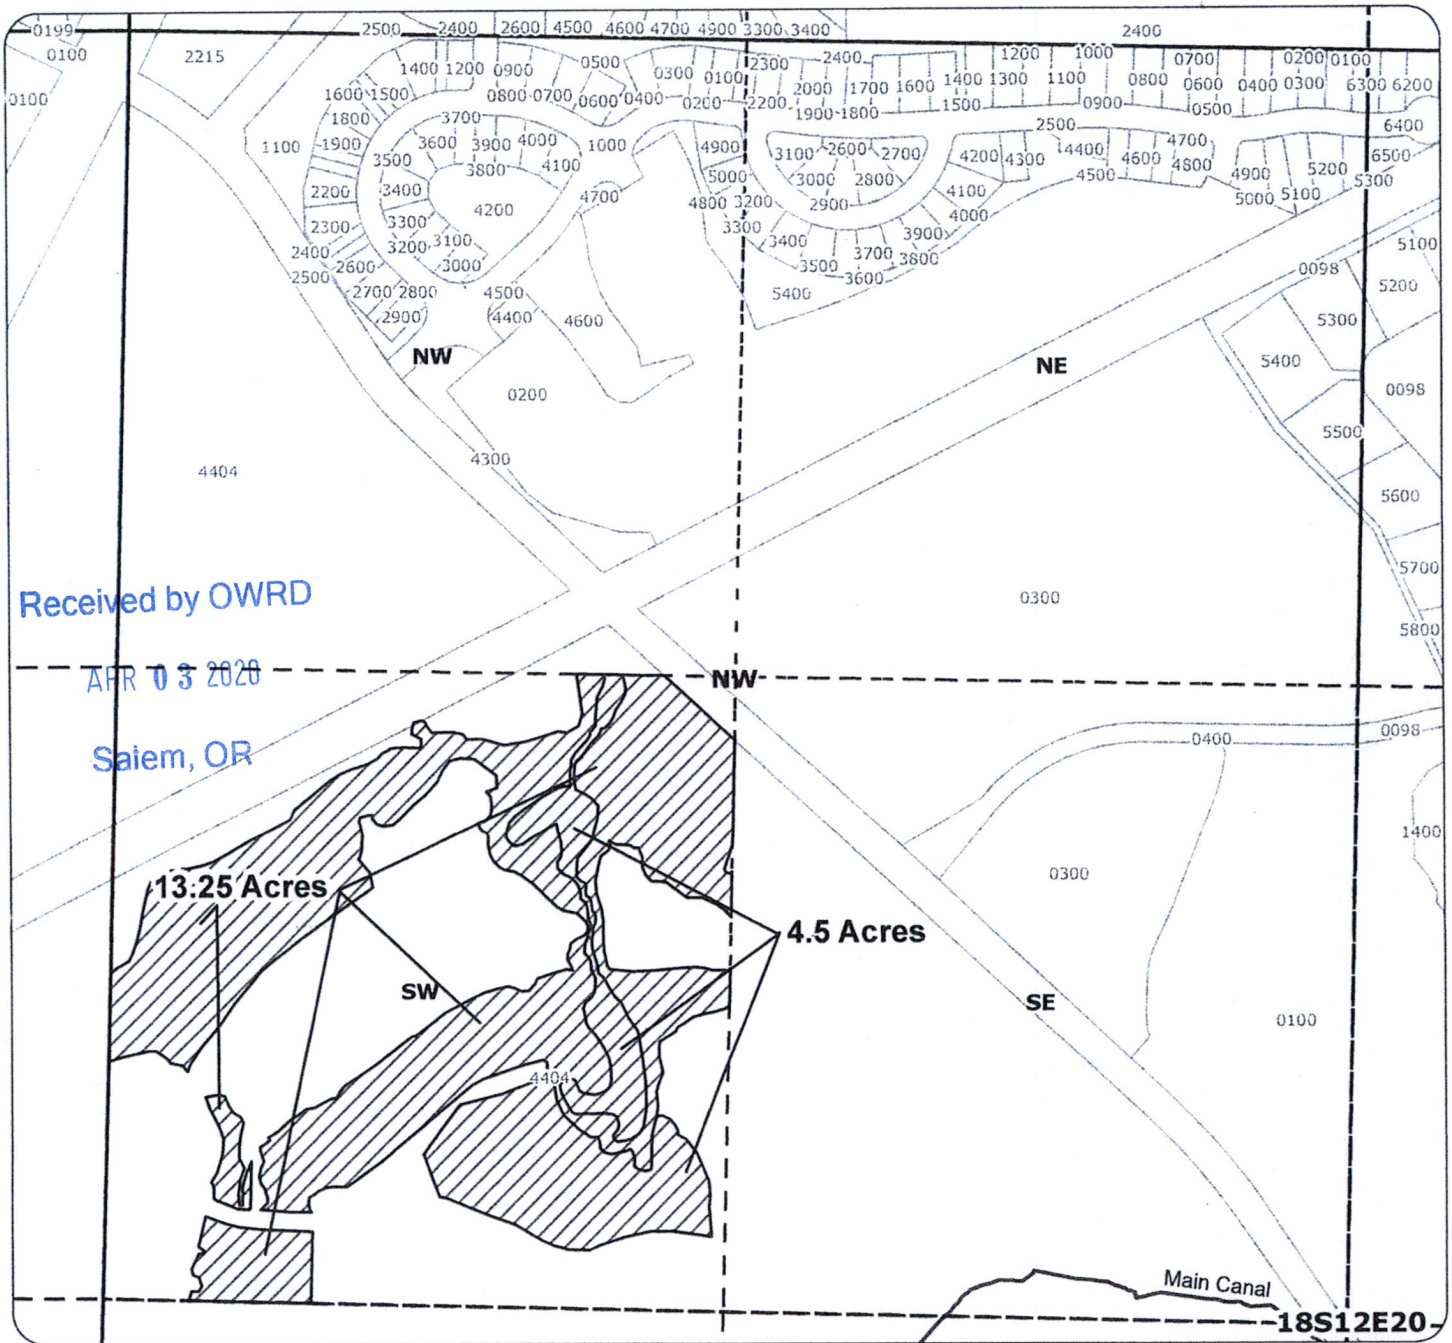 0199 2500 2400 2600 4500 4600 4700 4900 3300 3400 2400
0100 2215 1400 1200 0900 0500 0300 0100 2300 2400 1400 1200 1000 0700 0200 0100
0100 1600 1500 0800 0700 0600 0400 0200 2200 2000 1700 1600 1300 1100 0800 0600 0400 0300 6300 6200
1800 3700 1900 1800 1500 0900 0500
1100 1900 3600 3900 4000 1000 4900 3100 2600 2700 2500 4700 6400
3500 3800 4100 4200 4300 4400 4600 4800 6500
2200 3400 4700 5000 3000 2800 4100 4500 4900 5200 5300
4200 4800 3200 2900 4000 5000 5100
2300 3300 3100 3300 3400 3700 3900 5100
2400 3200 3000 3500 3600 3800
2500 2600 2700 2800 4500 5400 0098 5200
2900 4400 4600 5300
NW NE 5400
0200 0098
5500
4404 4300 5600
5700
Received by OWRD 0300
5800
APR 03 2020 NW
Salem, OR 0400 0098
1400
13.25 Acres 0300
4.5 Acres
SW SE 0100
4404
Main Canal
18S12E20